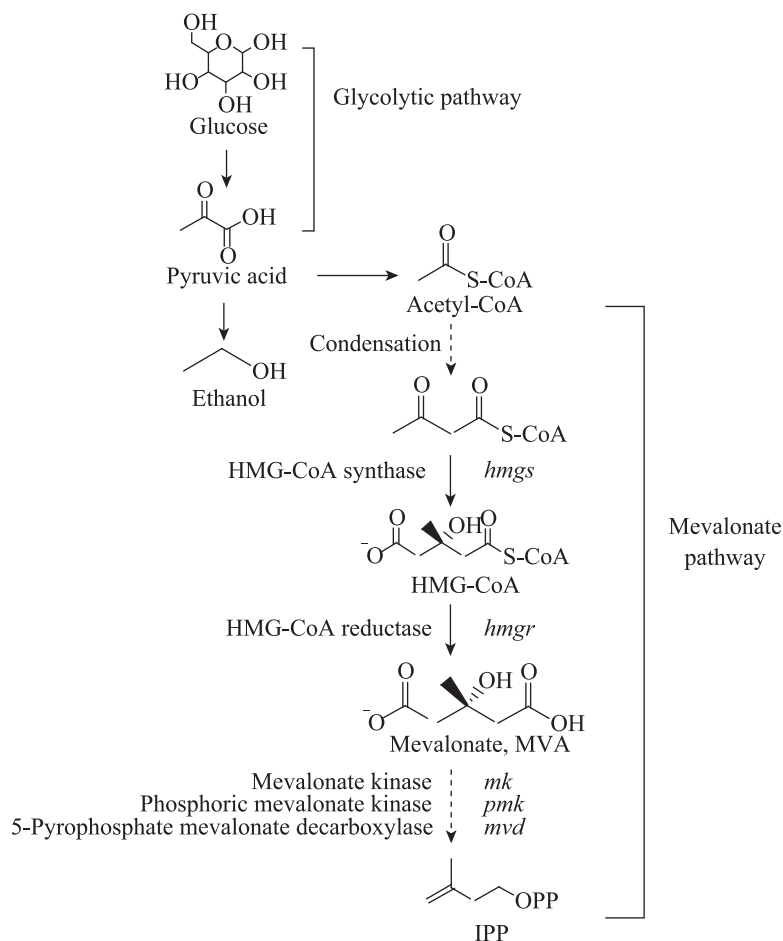 OH
O OH
HO OH
OH
Glucose
Glycolytic pathway
O
OH
O
Pyruvic acid
O
S-CoA
Acetyl-CoA
Condensation
OH
Ethanol
O O
S-CoA
HMG-CoA synthase hmgs
O OH O
-O S-CoA
HMG-CoA
Mevalonate
pathway
HMG-CoA reductase hmgr
O OH O
-O OH
Mevalonate, MVA
Mevalonate kinase mk
Phosphoric mevalonate kinase pmk
5-Pyrophosphate mevalonate decarboxylase mvd
OPP
IPP